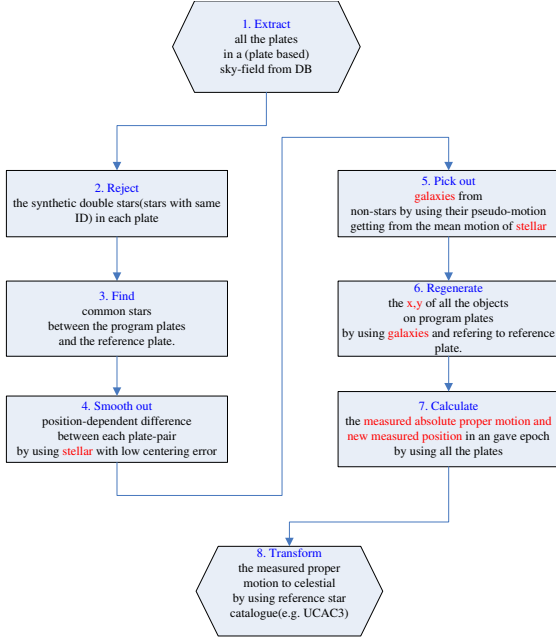 1. Extract
all the plates
in a (plate based)
sky-field from DB
2. Reject
the synthetic double stars(stars with same
ID) in each plate
3. Find
common stars
between the program plates
and the reference plate.
4. Smooth out
position-dependent difference
between each plate-pair
by using stellar with low centering error
5. Pick out
galaxies from
non-stars by using their pseudo-motion
getting from the mean motion of stellar
6. Regenerate
the x,y of all the objects
on program plates
by using galaxies and refering to reference
plate.
7. Calculate
the measured absolute proper motion and
new measured position in an gave epoch
by using all the plates
8. Transform
the measured proper
motion to celestial
by using reference star
catalogue(e.g. UCAC3)